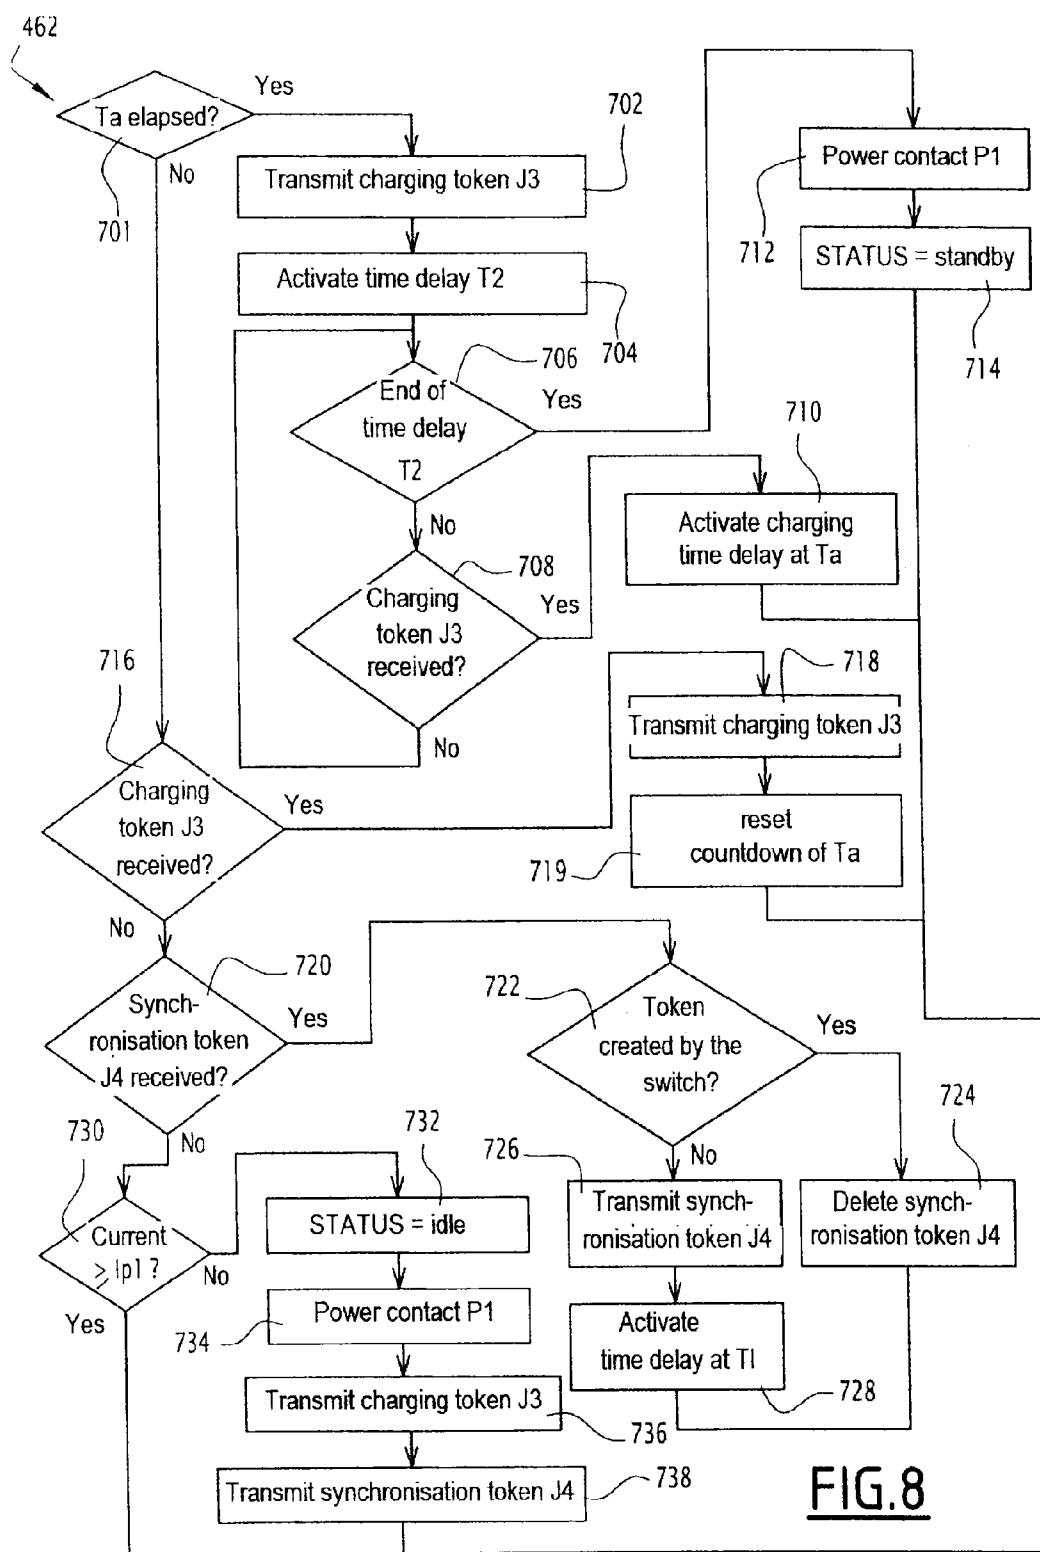 462
Ta elapsed?
Yes
No
701
702
Transmit charging token J3
Activate time delay T2
704
706
End of
time delay
T2
Yes
No
708
Charging
token J3
received?
Yes
No
Power contact P1
712
STATUS = standby
714
710
Activate charging
time delay at Ta
716
Charging
token J3
received?
Yes
No
718
Transmit charging token J3
reset
countdown of Ta
719
720
Synch-
ronisation token
J4 received?
Yes
No
722
Token
created by the
switch?
Yes
No
724
Delete synch-
ronisation token J4
726
Transmit synch-
ronisation token J4
Activate
time delay at Tl
728
730
Current
≥ Ip1 ?
No
Yes
732
STATUS = idle
Power contact P1
734
Transmit charging token J3
736
Transmit synchronisation token J4
738
FIG.8